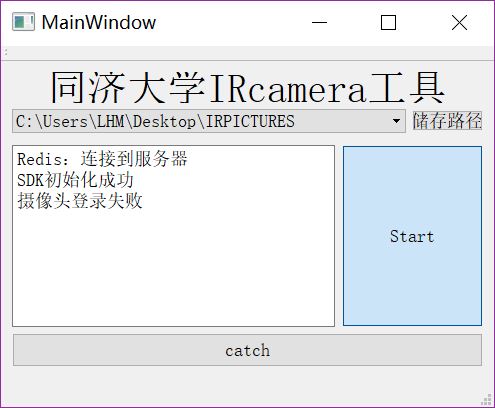 MainWindow
同济大学IRcamera工具
C:\Users\LHM\Desktop\IRPICTURES
储存路径
Redis：连接到服务器
SDK初始化成功
摄像头登录失败
Start
catch